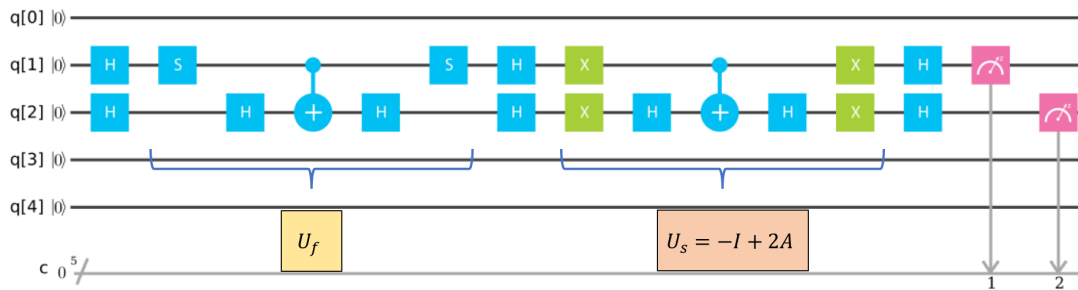 q[0] |0⟩
q[1] |0⟩ H S S H X X H z
q[2] |0⟩ H H + H H X H + H X H z
q[3] |0⟩
q[4] |0⟩
U_f
U_s = −I + 2A
c 0 5
1 2